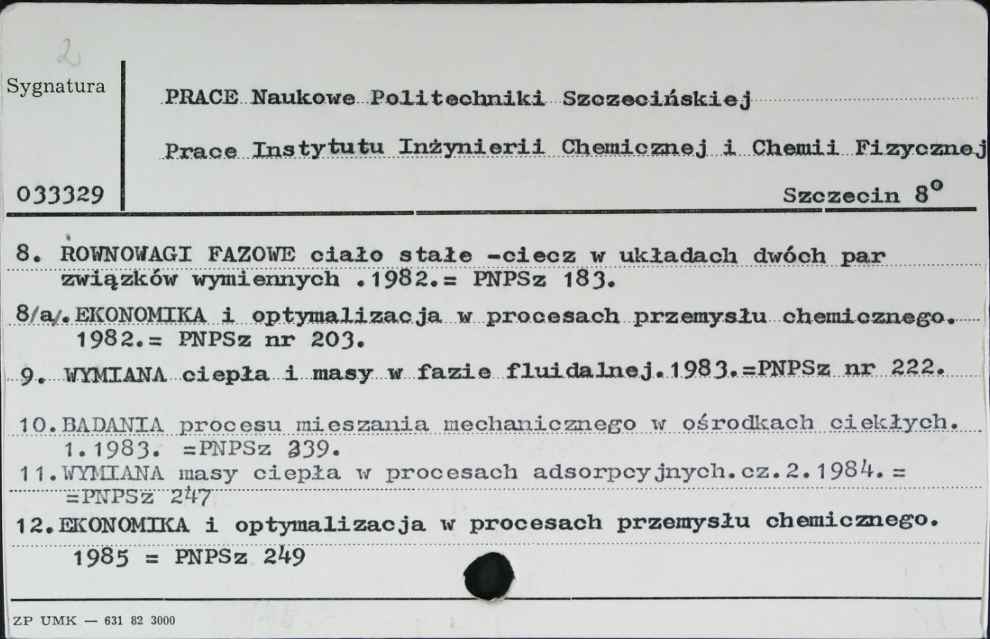 2
Sygnatura
PRACE Naukowe Politechniki Szczecińskiej
Prace Instytutu Inżynierii Chemicznej i Chemii Fizycznej
033329
Szczecin 8°
8. ROWNOWAGI FAZOWE ciało stałe -ciecz w układach dwóch par
związków wymiennych .1982.= PNPSz 183.
8/a/.EKONOMIKA i optymalizacja w procesach przemysłu chemicznego.
1982.= PNPSz nr 203.
9. WYMIANA ciepła i masy w fazie fluidalnej.1983.=PNPSz nr 222.
10.BADANIA procesu mieszania mechanicznego w ośrodkach ciekłych.
1.1983. =PNPSz 239.
11.WYMIANA masy ciepła w procesach adsorpcyjnych.cz.2.1984.=
=PNPSz 247
12.EKONOMIKA i optymalizacja w procesach przemysłu chemicznego.
1985 = PNPSz 249
ZP UMK — 631 82 3000